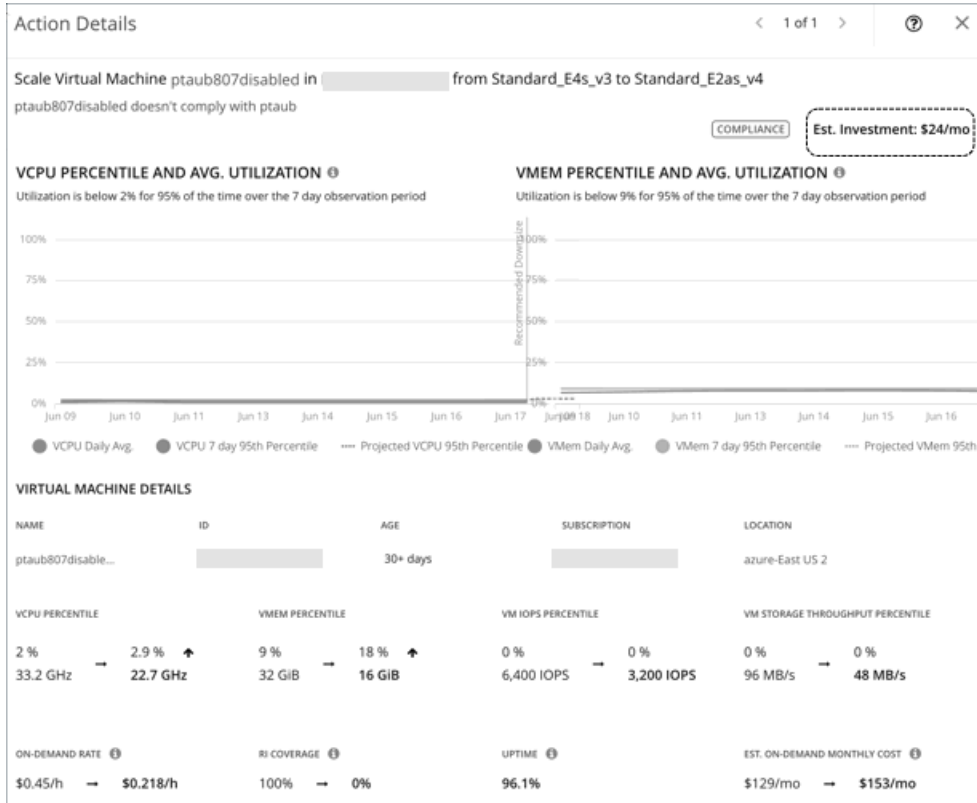 Action Details
1 of 1
Scale Virtual Machine ptaub807disabled in from Standard_E4s_v3 to Standard_E2as_v4
ptaub807disabled doesn't comply with ptaub
COMPLIANCE Est. Investment: $24/mo
VCPU PERCENTILE AND AVG. UTILIZATION
Utilization is below 2% for 95% of the time over the 7 day observation period
100%
75%
50%
25%
0%
Recommended Downsize
Jun 09 Jun 10 Jun 11 Jun 13 Jun 14 Jun 15 Jun 16 Jun 17 18
VCPU Daily Avg. VCPU 7 day 95th Percentile Projected VCPU 95th Percentile
VMEM PERCENTILE AND AVG. UTILIZATION
Utilization is below 9% for 95% of the time over the 7 day observation period
100%
75%
50%
25%
0%
Jun 10 Jun 11 Jun 13 Jun 14 Jun 15 Jun 16
VMem Daily Avg. VMem 7 day 95th Percentile Projected VMem 95th
VIRTUAL MACHINE DETAILS
NAME ID AGE SUBSCRIPTION LOCATION
ptaub807disable... 30+ days azure-East US 2
VCPU PERCENTILE VMEM PERCENTILE VM IOPS PERCENTILE VM STORAGE THROUGHPUT PERCENTILE
2 % → 2.9 % ↑ 9 % → 18 % ↑ 0 % → 0 % 0 % → 0 %
33.2 GHz 22.7 GHz 32 GiB 16 GiB 6,400 IOPS 3,200 IOPS 96 MB/s 48 MB/s
ON-DEMAND RATE RI COVERAGE UPTIME EST. ON-DEMAND MONTHLY COST
$0.45/h → $0.218/h 100% → 0% 96.1% $129/mo → $153/mo